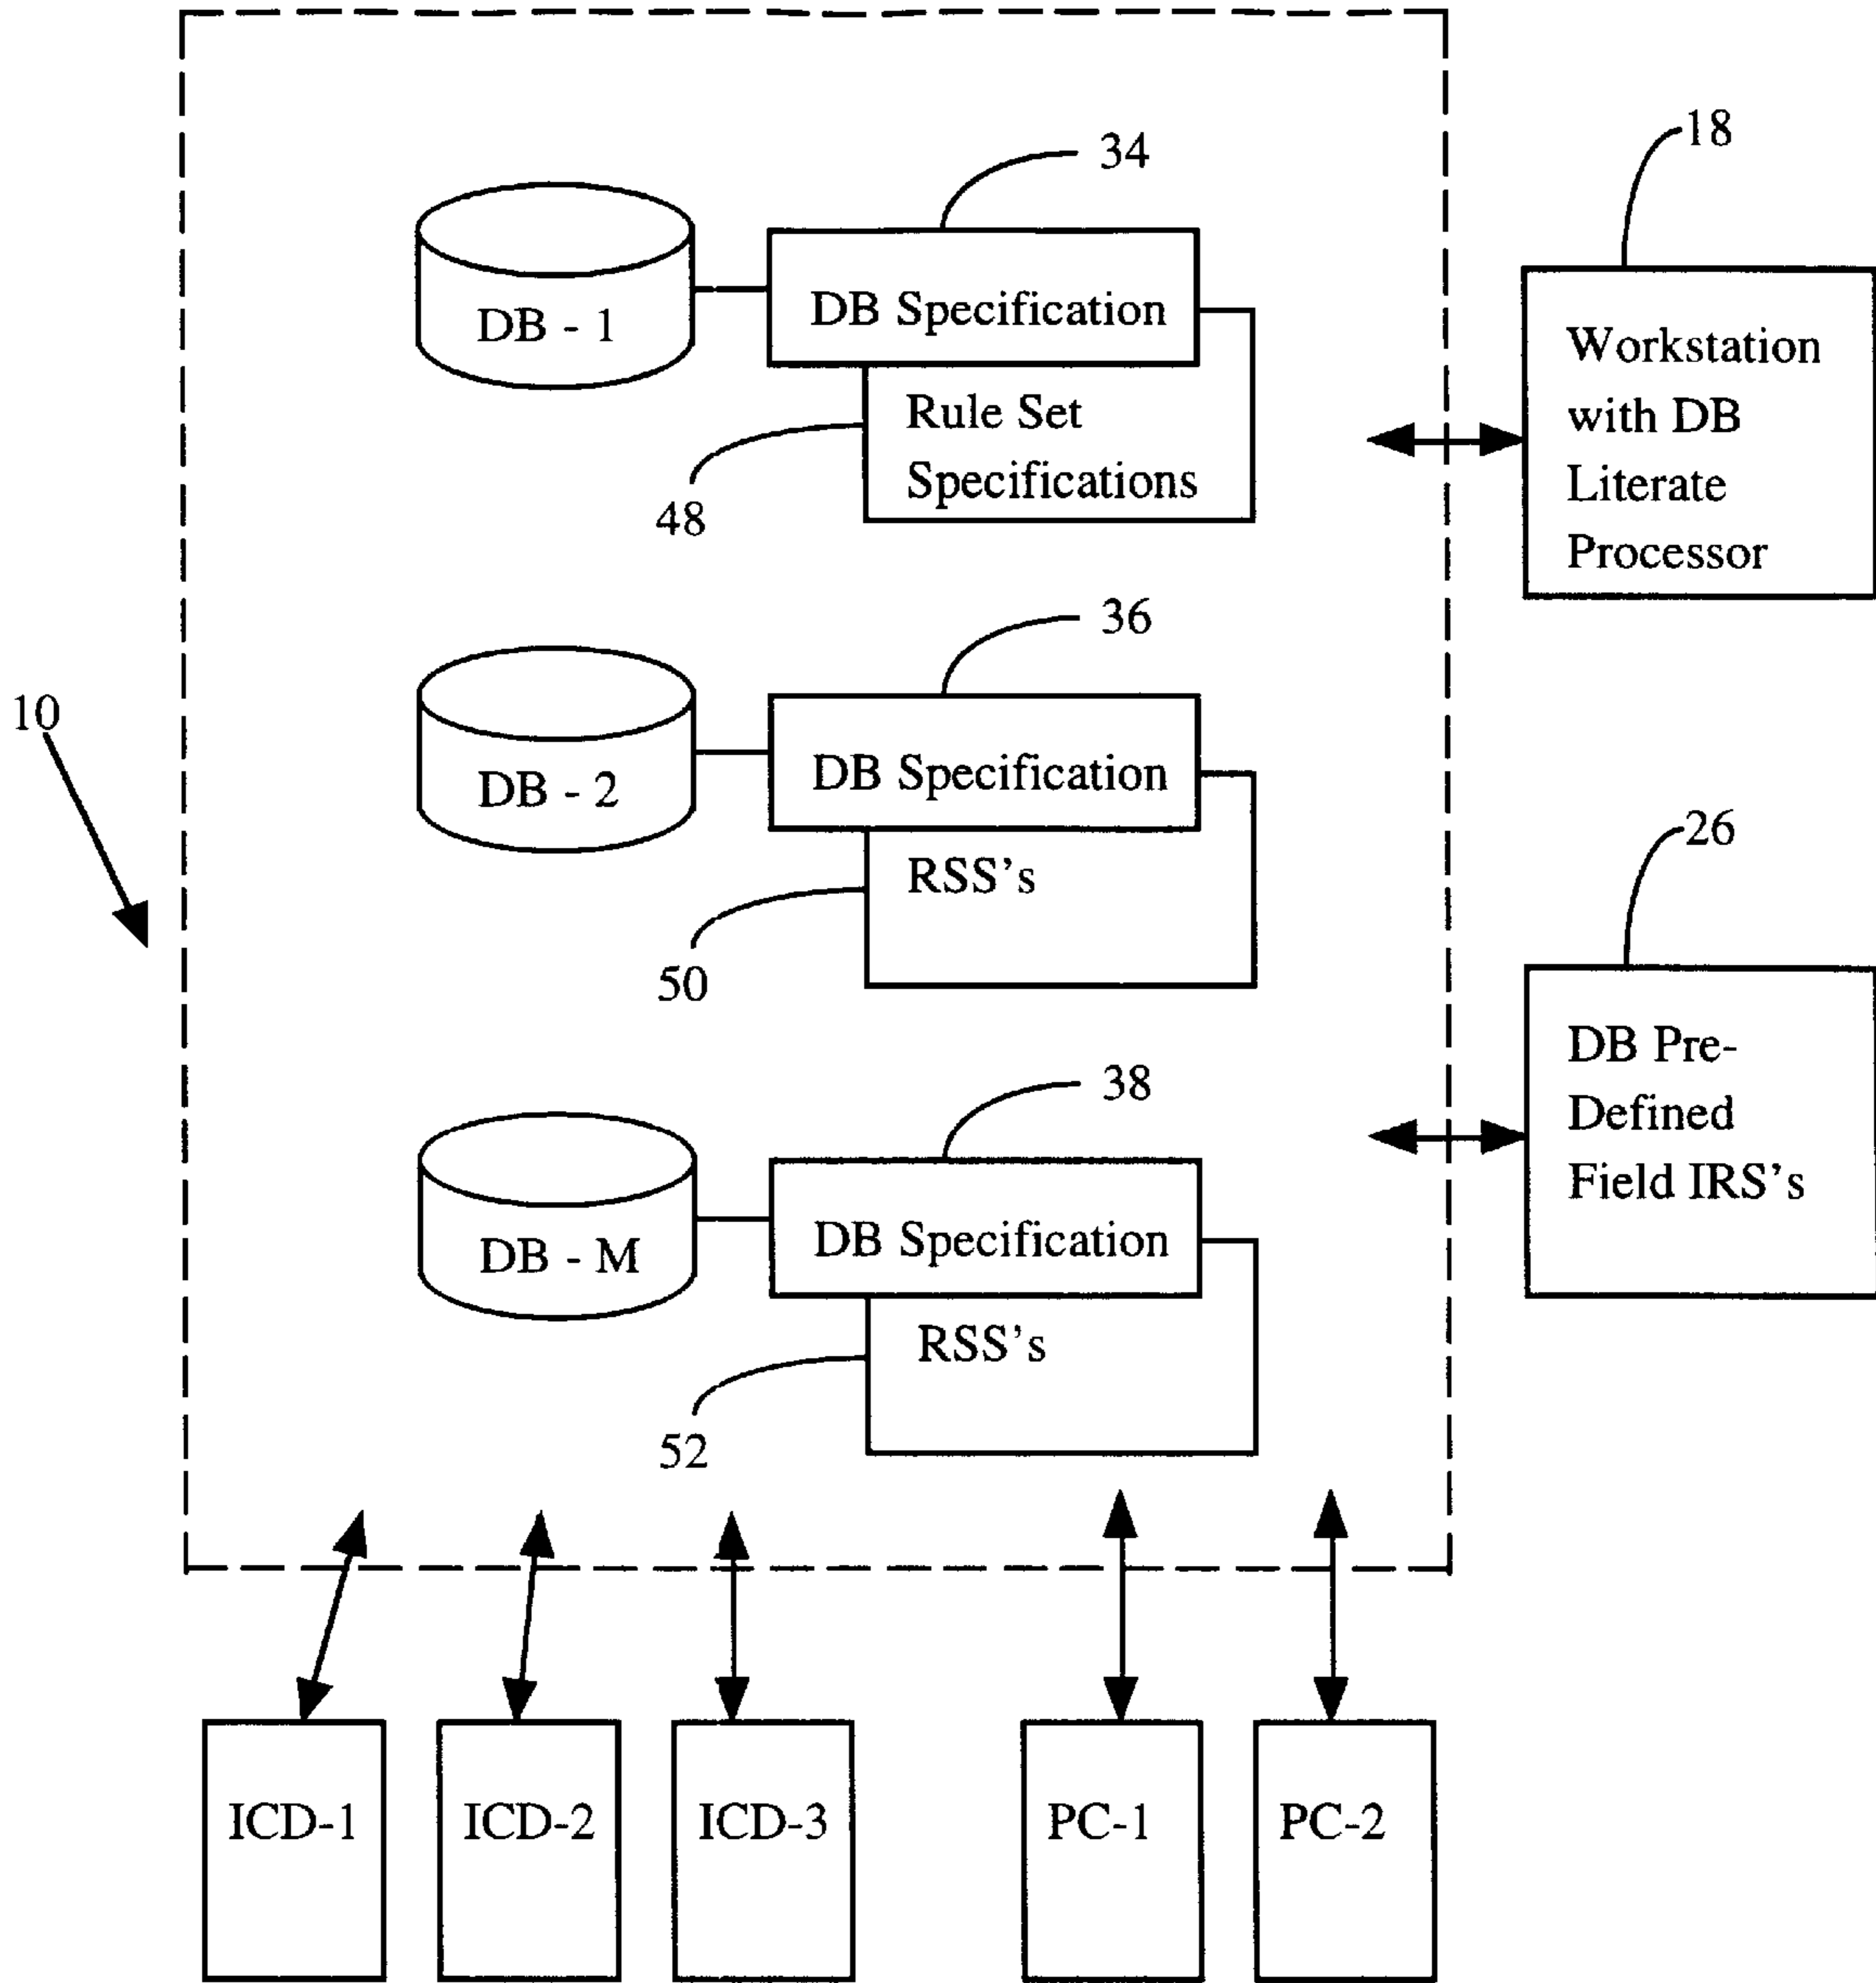 18
34
DB - 1
DB Specification
Rule Set
Specifications
48
Workstation
with DB
Literate
Processor
10
36
DB - 2
DB Specification
RSS's
50
26
DB Pre-
Defined
Field IRS's
38
DB - M
DB Specification
RSS's
52
ICD-1
ICD-2
ICD-3
PC-1
PC-2